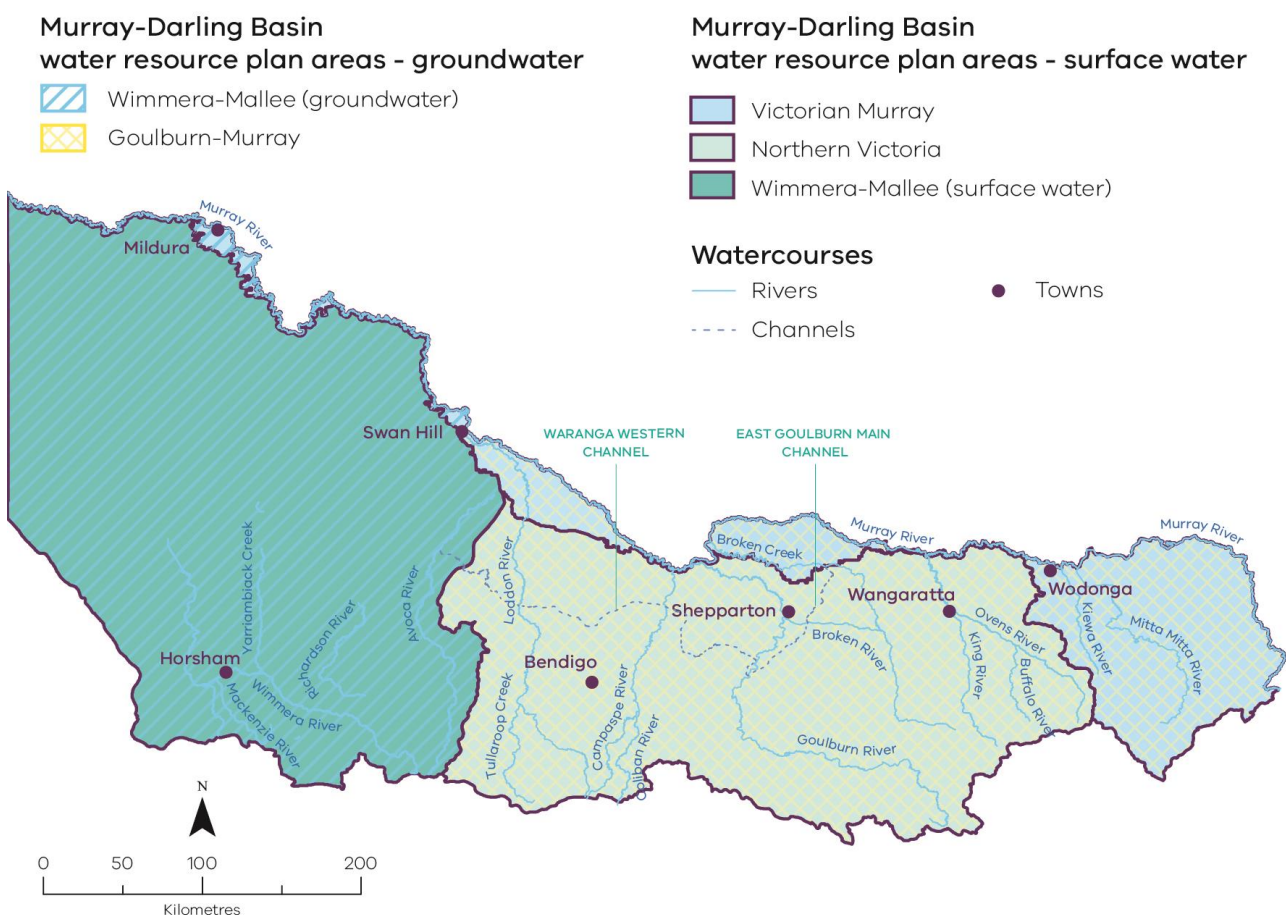 Murray-Darling Basin
water resource plan areas - groundwater
Wimmera-Mallee (groundwater)
Goulburn-Murray
Murray-Darling Basin
water resource plan areas - surface water
Victorian Murray
Northern Victoria
Wimmera-Mallee (surface water)
Watercourses
Rivers
Towns
Channels
Murray River
Mildura
Swan Hill
WARANGA WESTERN
CHANNEL
EAST GOULBURN MAIN
CHANNEL
Murray River
Murray River
Broken Creek
Yarriambiack Creek
Richardson River
Avoca River
Loddon River
Shepparton
Wangaratta
Wodonga
Horsham
Wimmera River
Mackenzie River
Bendigo
Tullaroop Creek
Campaspe River
Coliban River
Broken River
Goulburn River
King River
Ovens River
Buffalo River
Kiewa River
Mitta Mitta River
N
0 50 100 200
Kilometres